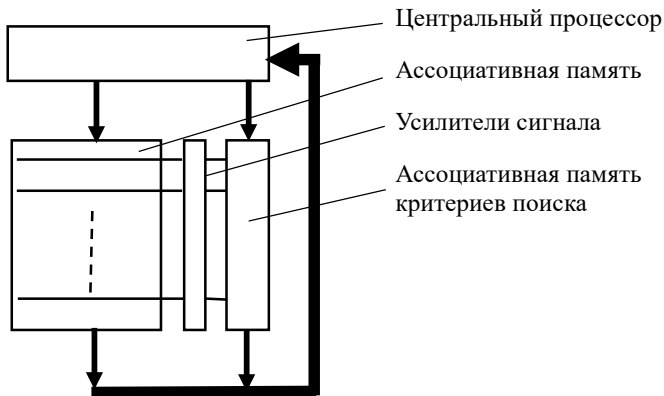 Центральный процессор
Ассоциативная память
Усилители сигнала
Ассоциативная память
критериев поиска